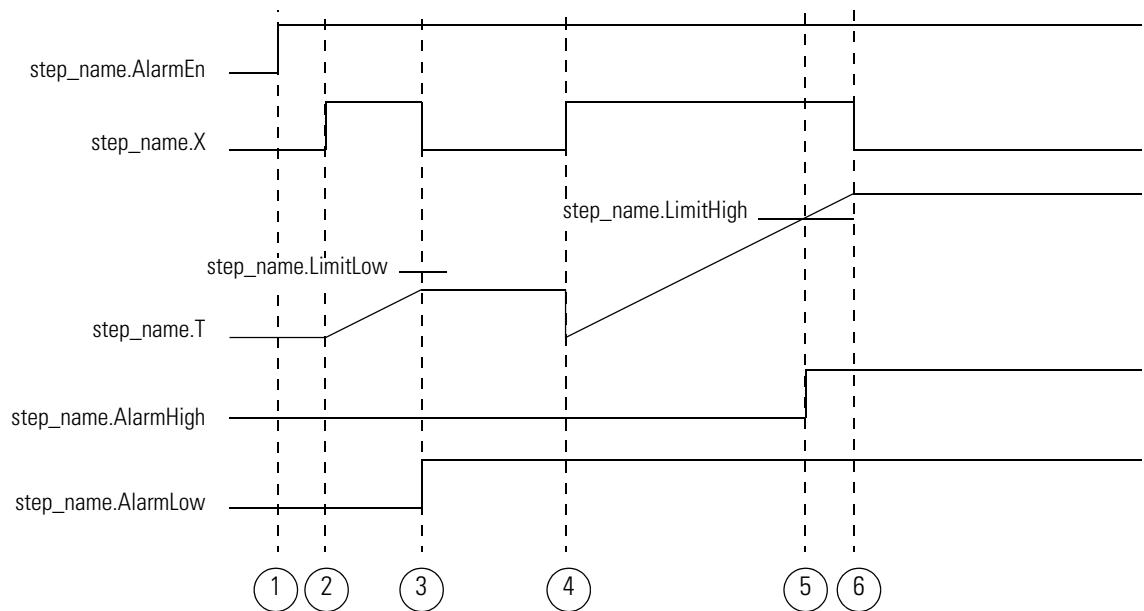 step_name.AlarmEn
step_name.X
step_name.LimitHigh
step_name.LimitLow
step_name.T
step_name.AlarmHigh
step_name.AlarmLow
1 2 3 4 5 6